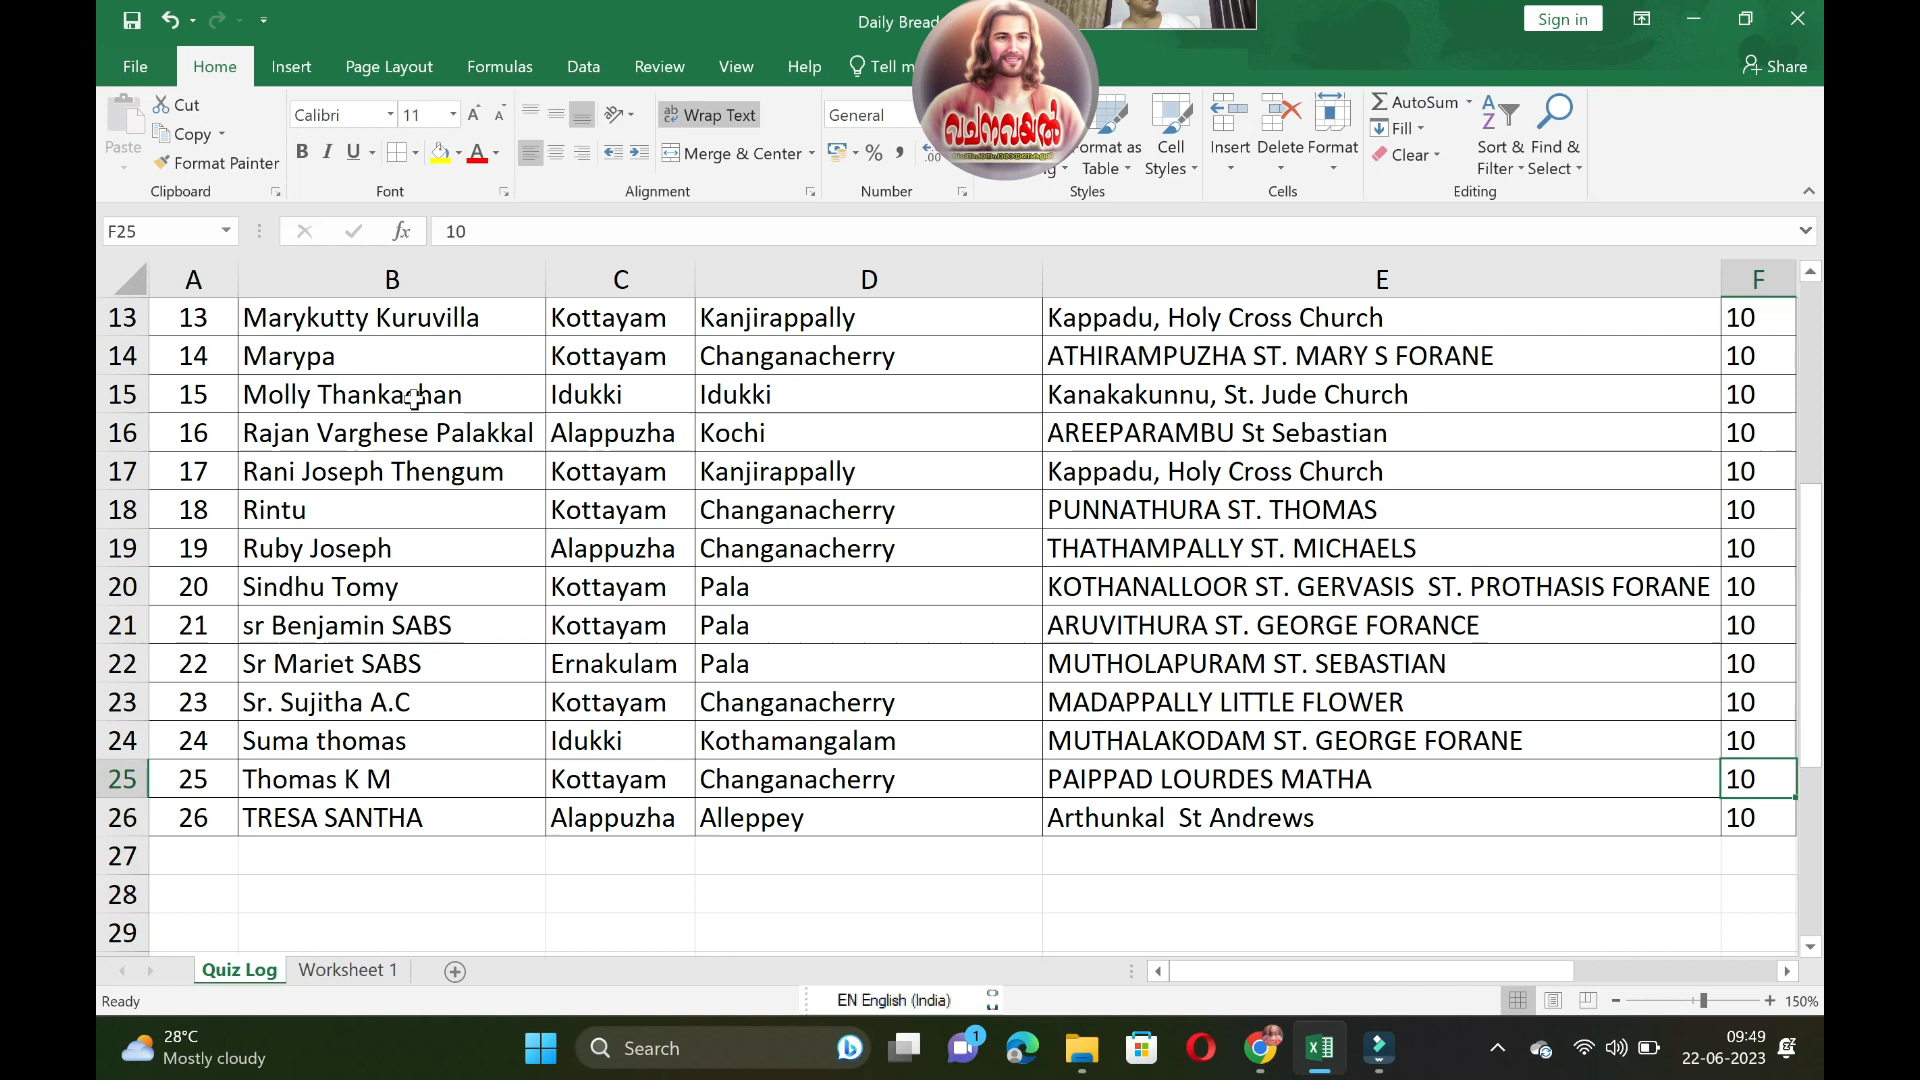 Daily Bread
Sign in
File Home Insert Page Layout Formulas Data Review View Help Tell m Share
Cut
Copy
Format Painter
Paste
Clipboard
Calibri 11
B I U
Font
Wrap Text
Merge & Center
Alignment
General
Number
വചനവയൽ
Format as Table
Cell Styles
Styles
Insert Delete Format
Cells
AutoSum
Fill
Clear
Sort & Filter
Find & Select
Editing
F25 fx 10
A B C D E F
13 13 Marykutty Kuruvilla Kottayam Kanjirappally Kappadu, Holy Cross Church 10
14 14 Marypa Kottayam Changanacherry ATHIRAMPUZHA ST. MARY S FORANE 10
15 15 Molly Thankachan Idukki Idukki Kanakakunnu, St. Jude Church 10
16 16 Rajan Varghese Palakkal Alappuzha Kochi AREEPARAMBU St Sebastian 10
17 17 Rani Joseph Thengum Kottayam Kanjirappally Kappadu, Holy Cross Church 10
18 18 Rintu Kottayam Changanacherry PUNNATHURA ST. THOMAS 10
19 19 Ruby Joseph Alappuzha Changanacherry THATHAMPALLY ST. MICHAELS 10
20 20 Sindhu Tomy Kottayam Pala KOTHANALLOOR ST. GERVASIS ST. PROTHASIS FORANE 10
21 21 sr Benjamin SABS Kottayam Pala ARUVITHURA ST. GEORGE FORANCE 10
22 22 Sr Mariet SABS Ernakulam Pala MUTHOLAPURAM ST. SEBASTIAN 10
23 23 Sr. Sujitha A.C Kottayam Changanacherry MADAPPALLY LITTLE FLOWER 10
24 24 Suma thomas Idukki Kothamangalam MUTHALAKODAM ST. GEORGE FORANE 10
25 25 Thomas K M Kottayam Changanacherry PAIPPAD LOURDES MATHA 10
26 26 TRESA SANTHA Alappuzha Alleppey Arthunkal St Andrews 10
27
28
29
Quiz Log Worksheet 1
Ready EN English (India) 150%
28°C
Mostly cloudy
Search
1
09:49
22-06-2023